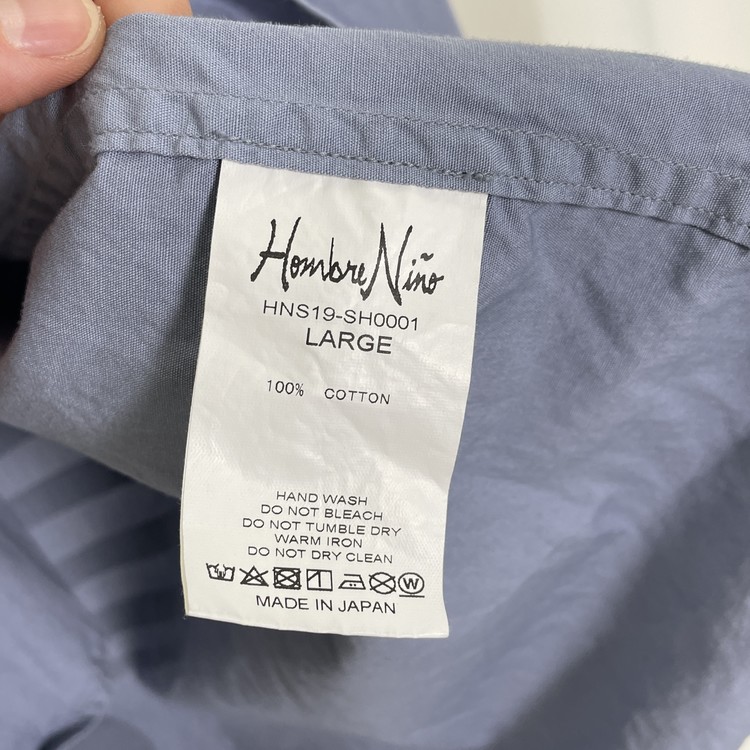 Hombre Niño
HNS19-SH0001
LARGE
100% COTTON
HAND WASH
DO NOT BLEACH
DO NOT TUMBLE DRY
WARM IRON
DO NOT DRY CLEAN
W
MADE IN JAPAN